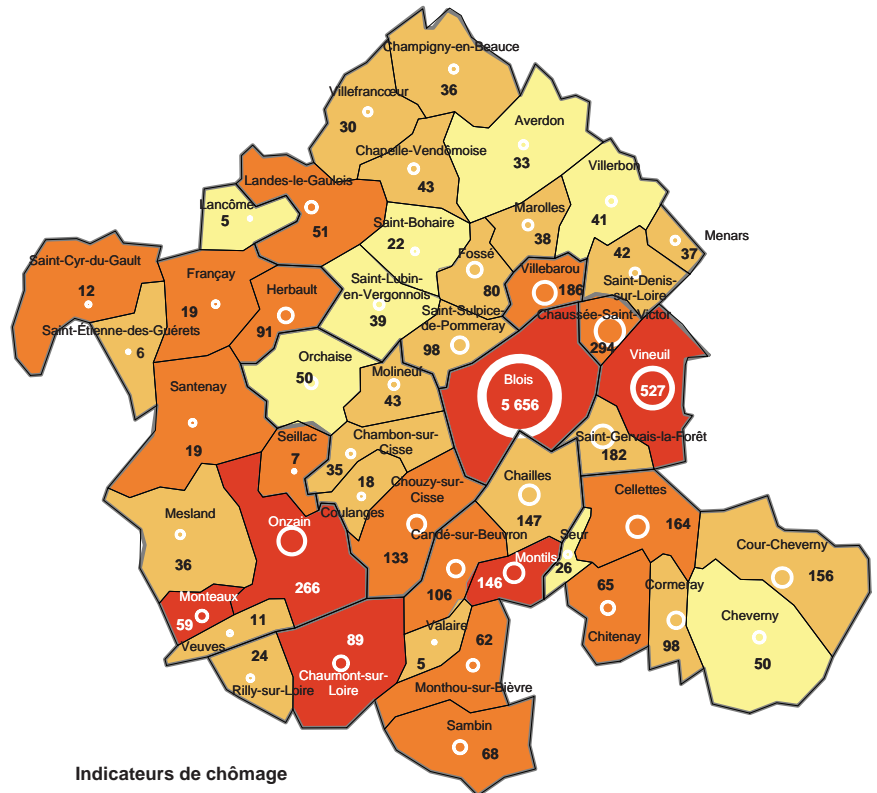 Champigny-en-Beauce
36
Villefrancœur
30
Averdon
33
Chapelle-Vendômoise
43
Villerbon
41
Landes-le-Gaulois
51
Lancôme
5
Marolles
38
Saint-Bohaire
22
Menars
37
Fossé
80
42
Saint-Denis-
sur-Loire
Saint-Cyr-du-Gault
12
Françay
19
Herbault
91
Saint-Lubin-
en-Vergonnois
39
Villebarou
186
Saint-Étienne-des-Guérets
6
Saint-Sulpice-
de-Pommeray
98
Chaussée-Saint-Victor
294
Vineuil
527
Orchaise
50
Molineuf
43
Blois
5 656
Santenay
19
Seillac
7
Chambon-sur-
Cisse
35
Saint-Gervais-la-Forêt
182
18
Coulanges
Chouzy-sur-
Cisse
133
Chailles
147
Cellettes
164
Mesland
36
Onzain
266
Candé-sur-Beuvron
106
Seur
26
Montils
146
Cour-Cheverny
156
Monteaux
59
65
Chitenay
Cormeray
98
Cheverny
50
11
Veuves
89
Chaumont-sur-
Loire
Valaire
5
62
Monthou-sur-Bièvre
24
Rilly-sur-Loire
Sambin
68
Indicateurs de chômage